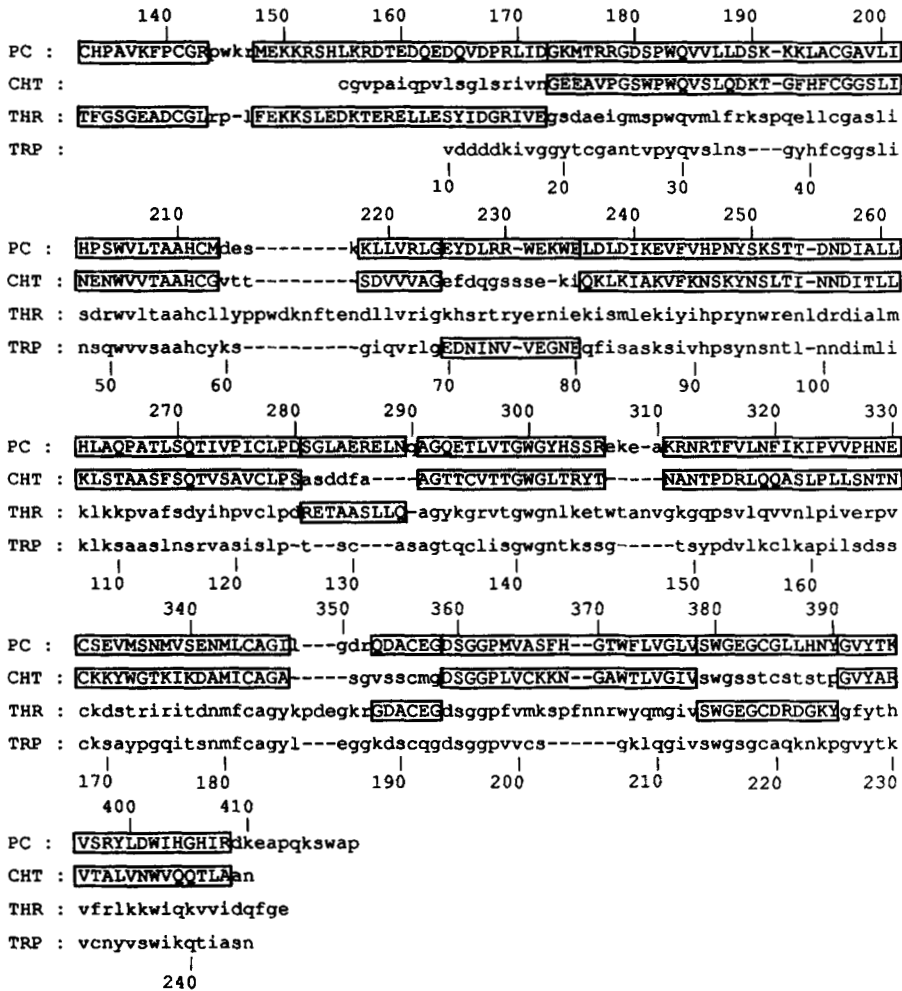 140 150 160 170 180 190 200
PC : CHPAVKFPCGRpwkrMEKKRSHLKRDTEDQEDQVDPRLIDGKMTRRGDSPWQVVLLDSK-KKLACGAVLI
CHT : cgvpaiqpvlsglsrivnGEEAVPGSWPWQVSLQDKT-GFHFCGGSLI
THR : TFGSGEADCGLrp-lFEKKSLEDKTERELLESYIDGRIVEgsdaeigmspwqvmlfrkspqellcgasli
TRP : vddddkivggytcgantvpyqvslns---gyhfcggsli
10 20 30 40
210 220 230 240 250 260
PC : HPSWVLTAAHCMdes---------kKLLVRLGEYDLRR-WEKWELDLDIKEVFVHPNYSKSTT-DNDIALL
CHT : NENWVVTAAHCGvtt---------SDVVVAGefdqgssse-kiQKLKIAKVFKNSKYNSLTI-NNDITLL
THR : sdrwvltaahcllyppwdknftendllvrigkhsrtryerniekismlekiyihprynwrenldrdialm
TRP : nsqwvvsaahcyks----------giqvrlgEDNINV-VEGNEqfisasksivhpsynsntl-nndimli
50 60 70 80 90 100
270 280 290 300 310 320 330
PC : HLAQPATLSQTIVPICLPDSGLAERELNqAGQETLVTGWGYHSSReke-aKRNRTFVLNFIKIPVVPHNE
CHT : KLSTAASFSQTVSAVCLPSasddfa----AGTTCVTTGWGLTRYT-----NANTPDRLQQASLPLLSNTN
THR : klkkpvafsdyihpvclpdRETAASLLQ-agykgrvtgwgnlketwtanvgkgqpsvlqvvnlpiverpv
TRP : klksaaslnsrvasislp-t--sc---asagtqclisgwgntkssg-----tsypdvlkclkapilsdss
110 120 130 140 150 160
340 350 360 370 380 390
PC : CSEVMSNMVSENMLCAGIl---gdrQDACEGDSGGPMVASFH--GTWFLVGLVSWGEGCGLLHNYGVYTK
CHT : CKKYWGTKIKDAMICAGA----sgvsscmgDSGGPLVCKKN--GAWTLVGIVswgsstcststpGVYAR
THR : ckdstriritdnmfcagykpdegkrGDACEGdsggpfvmkspfnnrwyqmgivSWGEGCDRDGKYgfyth
TRP : cksaypgqitsnmfcagyl---eggkdscqgdsggpvvcs------gklqgivswgsgcaqknkpgvytk
170 180 190 200 210 220 230
400 410
PC : VSRYLDWIHGHIRdkeapqkswap
CHT : VTALVNWVQQTLAan
THR : vfrlkkwiqkvvidqfge
TRP : vcnyvswikqtiasn
240